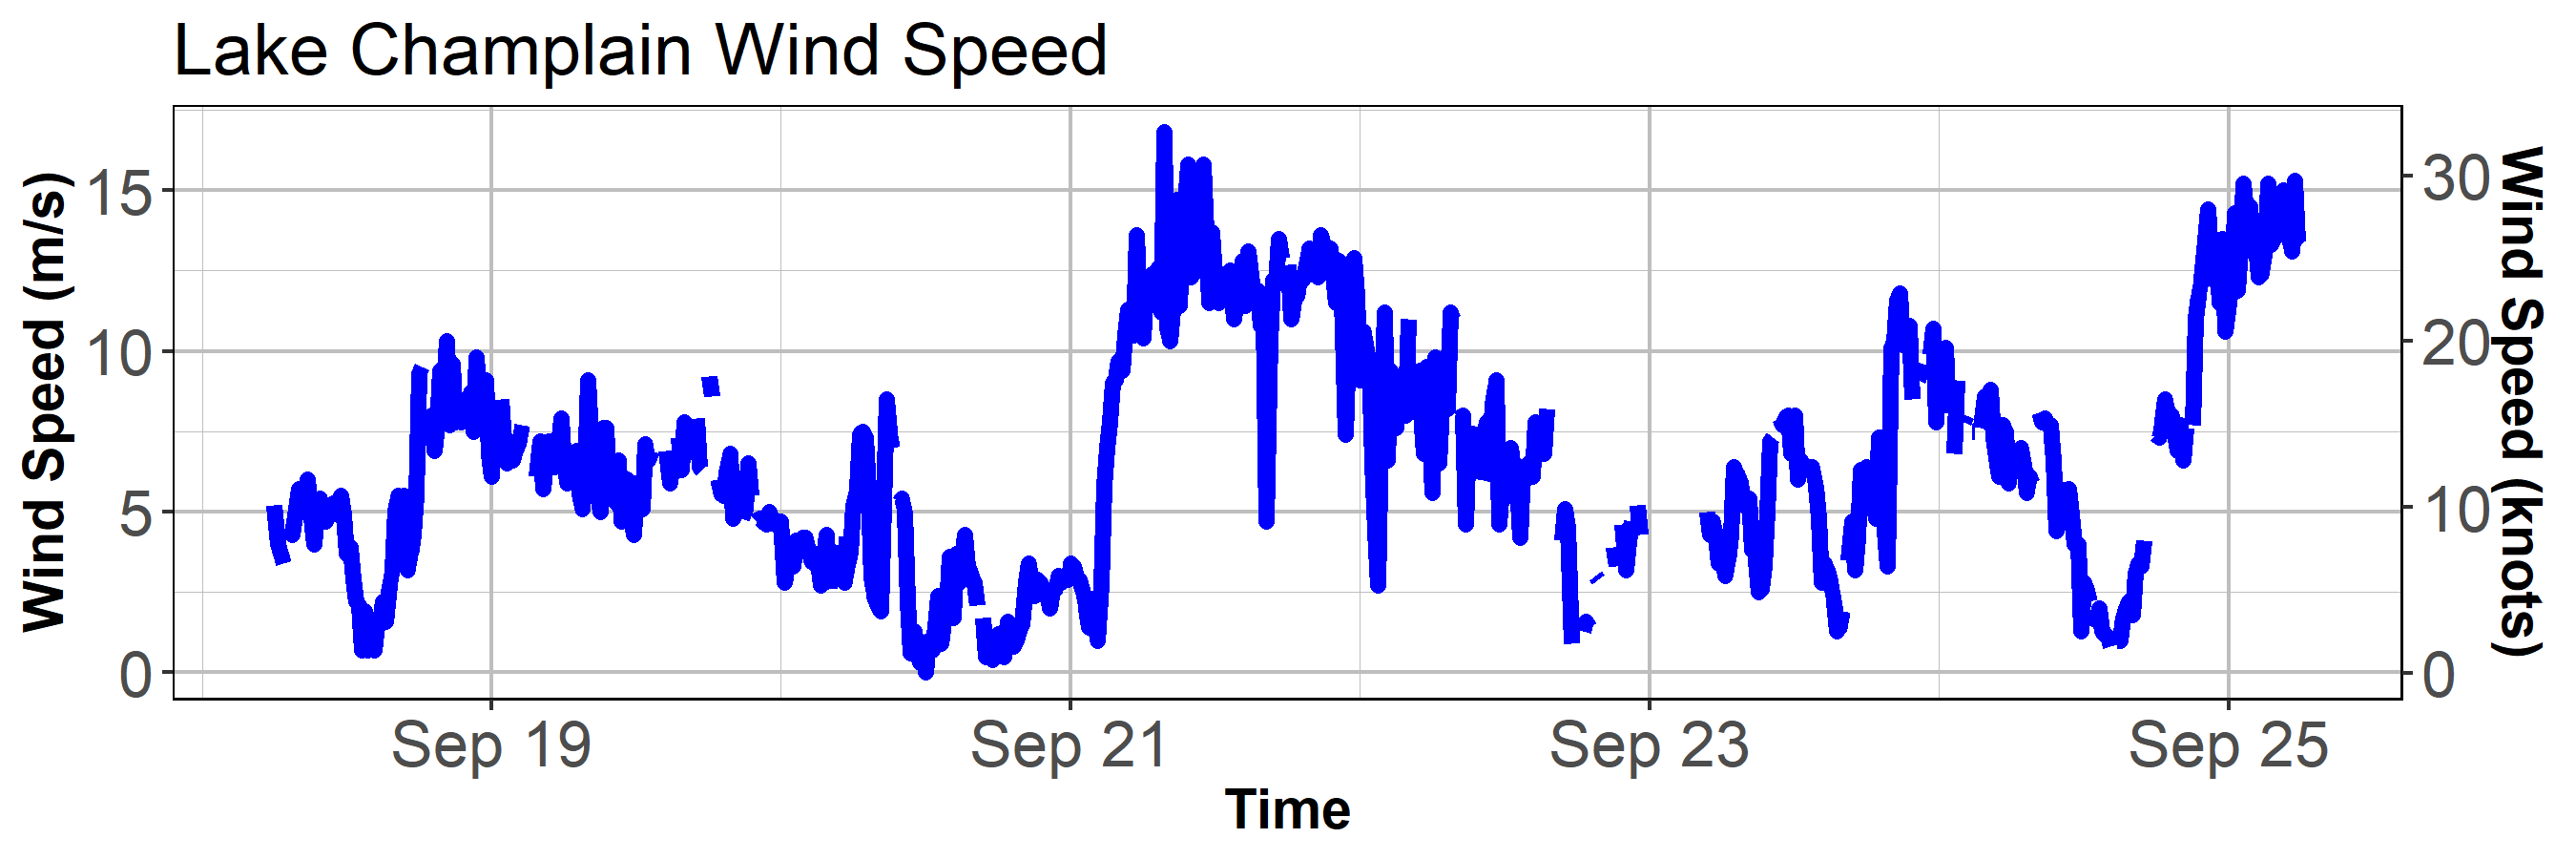 Lake Champlain Wind Speed
Wind Speed (m/s)
15
10
5
0
30
20
10
0
Wind Speed (knots)
Sep 19
Sep 21
Sep 23
Sep 25
Time